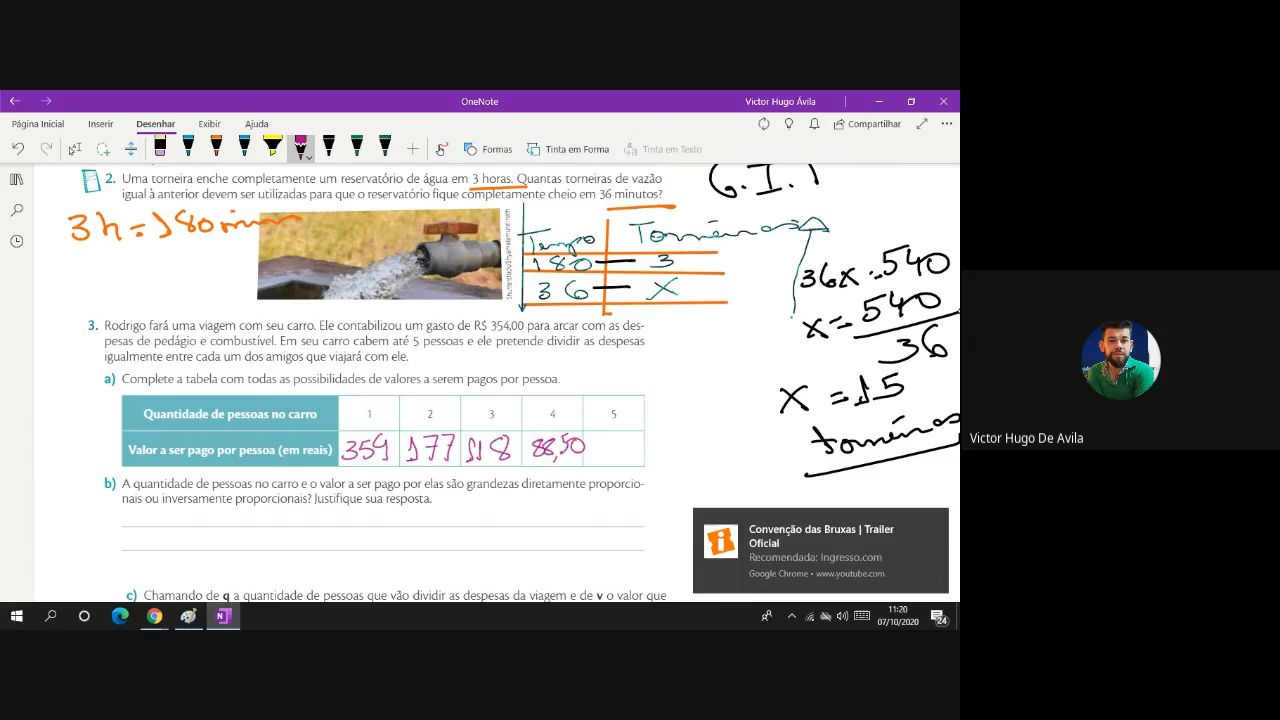 OneNote
Victor Hugo Ávila
Página Inicial Inserir Desenhar Exibir Ajuda
Compartilhar
Formas Tinta em Forma Tinta em Texto
G.I.P
2. Uma torneira enche completamente um reservatório de água em 3 horas. Quantas torneiras de vazão
igual à anterior devem ser utilizadas para que o reservatório fique completamente cheio em 36 minutos?
3h = 180 min
Tempo Torneiras
180 — 3
36 — X
36x = 540
x = 540
36
x = 15
torneiras
3. Rodrigo fará uma viagem com seu carro. Ele contabilizou um gasto de R$ 354,00 para arcar com as des-
pesas de pedágio e combustível. Em seu carro cabem até 5 pessoas e ele pretende dividir as despesas
igualmente entre cada um dos amigos que viajará com ele.
a) Complete a tabela com todas as possibilidades de valores a serem pagos por pessoa.
Quantidade de pessoas no carro 1 2 3 4 5
Valor a ser pago por pessoa (em reais) 354 177 118 88,50
b) A quantidade de pessoas no carro e o valor a ser pago por elas são grandezas diretamente proporcio-
nais ou inversamente proporcionais? Justifique sua resposta.
c) Chamando de q a quantidade de pessoas que vão dividir as despesas da viagem e de v o valor que
Victor Hugo De Avila
Convenção das Bruxas | Trailer
Oficial
Recomendada: Ingresso.com
Google Chrome • www.youtube.com
11:20
07/10/2020
24